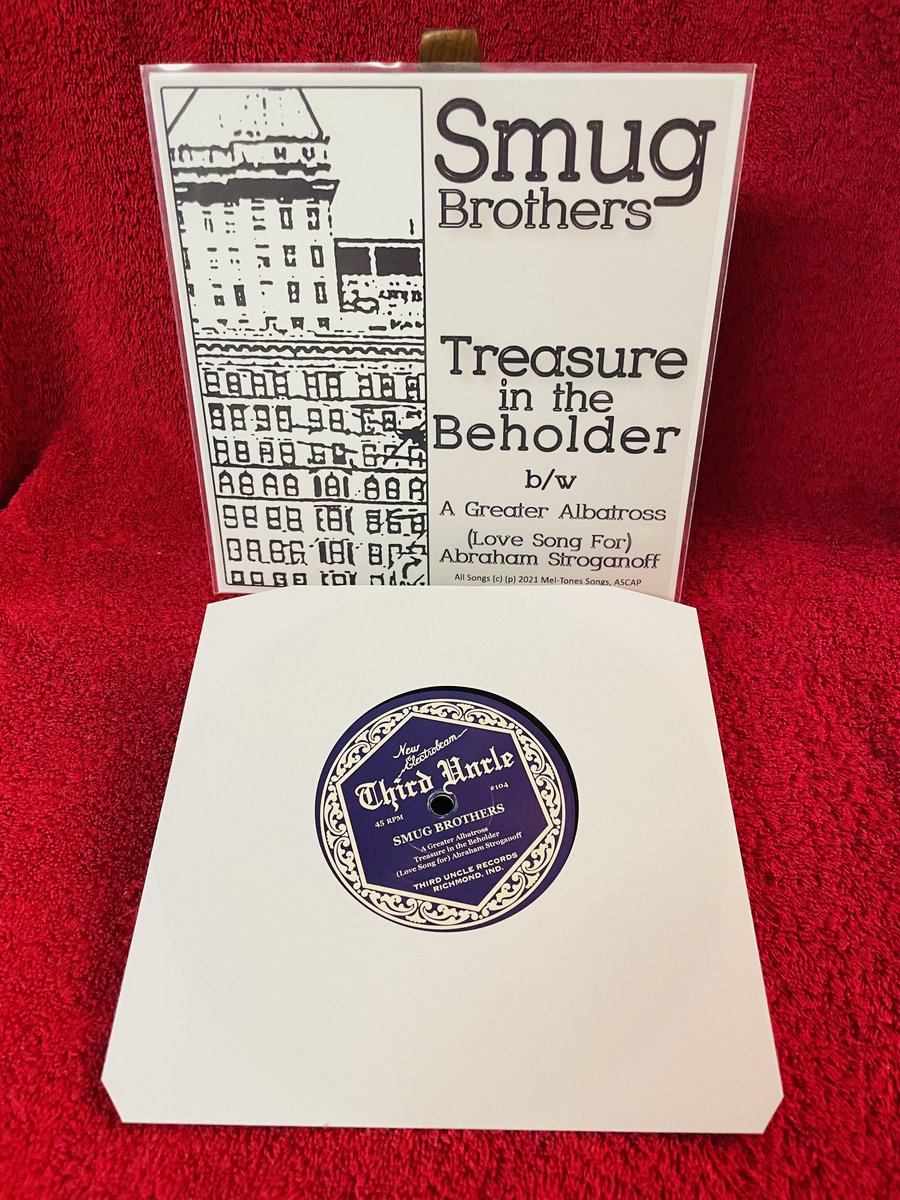 Smug
Brothers
Treasure
in the
Beholder
b/w
A Greater Albatross
(Love Song For)
Abraham Stroganoff
All Songs (c) (p) 2021 Mel-Tones Songs, ASCAP
New
Electrobeam
Third Uncle
45 RPM
#104
SMUG BROTHERS
A Greater Albatross
Treasure in the Beholder
(Love Song for) Abraham Stroganoff
THIRD UNCLE RECORDS
RICHMOND, IND.